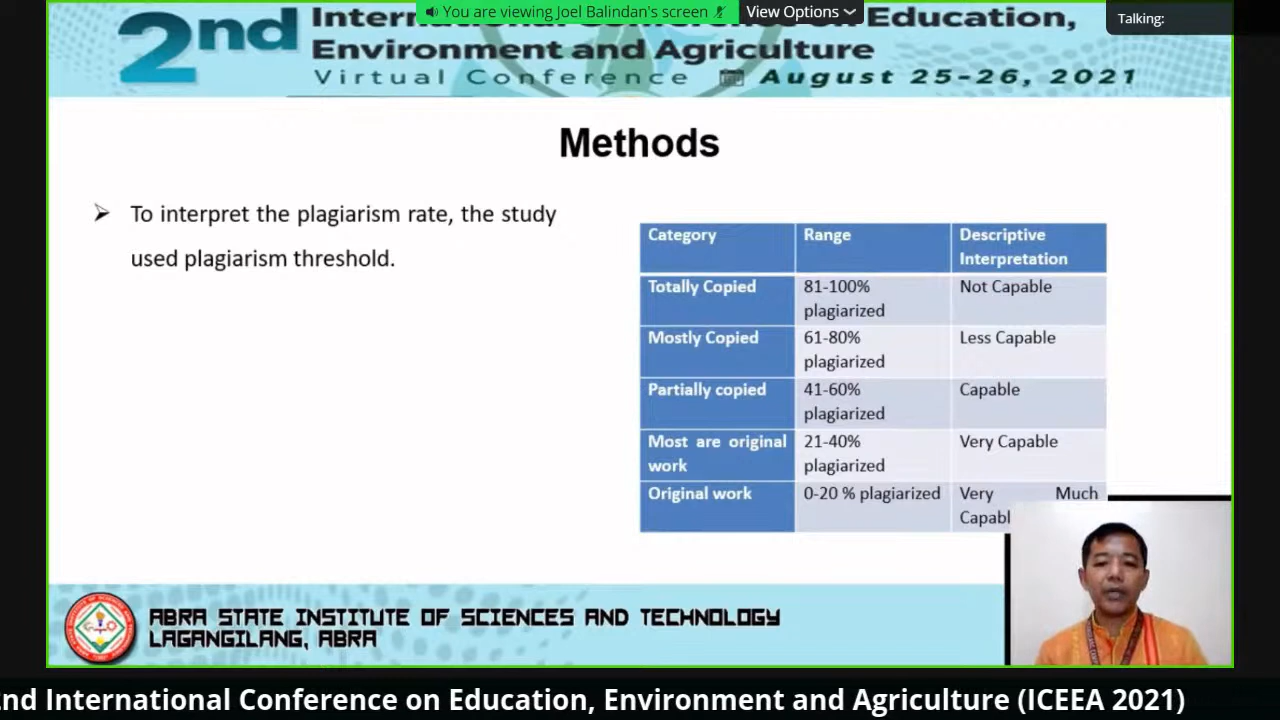 You are viewing Joel Balindan's screen
View Options
Talking:
2nd International on Education,
Environment and Agriculture
Virtual Conference August 25-26, 2021
Methods
➢ To interpret the plagiarism rate, the study
used plagiarism threshold.
Category Range Descriptive
Interpretation
Totally Copied 81-100% Not Capable
plagiarized
Mostly Copied 61-80% Less Capable
plagiarized
Partially copied 41-60% Capable
plagiarized
Most are original 21-40% Very Capable
work plagiarized
Original work 0-20 % plagiarized Very Much
Capabl
ABRA STATE INSTITUTE OF SCIENCES AND TECHNOLOGY
LAGANGILANG, ABRA
nd International Conference on Education, Environment and Agriculture (ICEEA 2021)